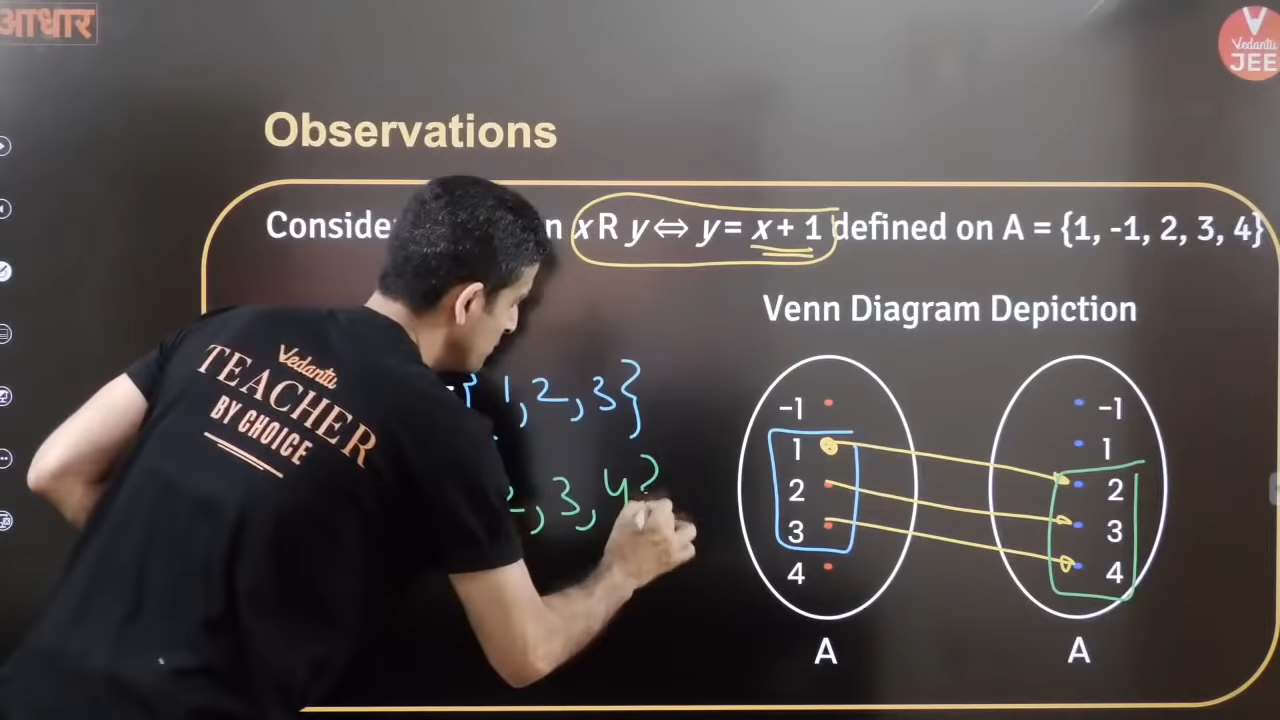 आधार
Vedantu
JEE
Observations
x R y ⇔ y = x + 1 defined on A = {1, -1, 2, 3, 4}
Venn Diagram Depiction
Vedantu
TEACHER
BY CHOICE
{1, 2, 3}
2, 3, 4}
-1 -1
1 1
2 2
3 3
4 4
A A